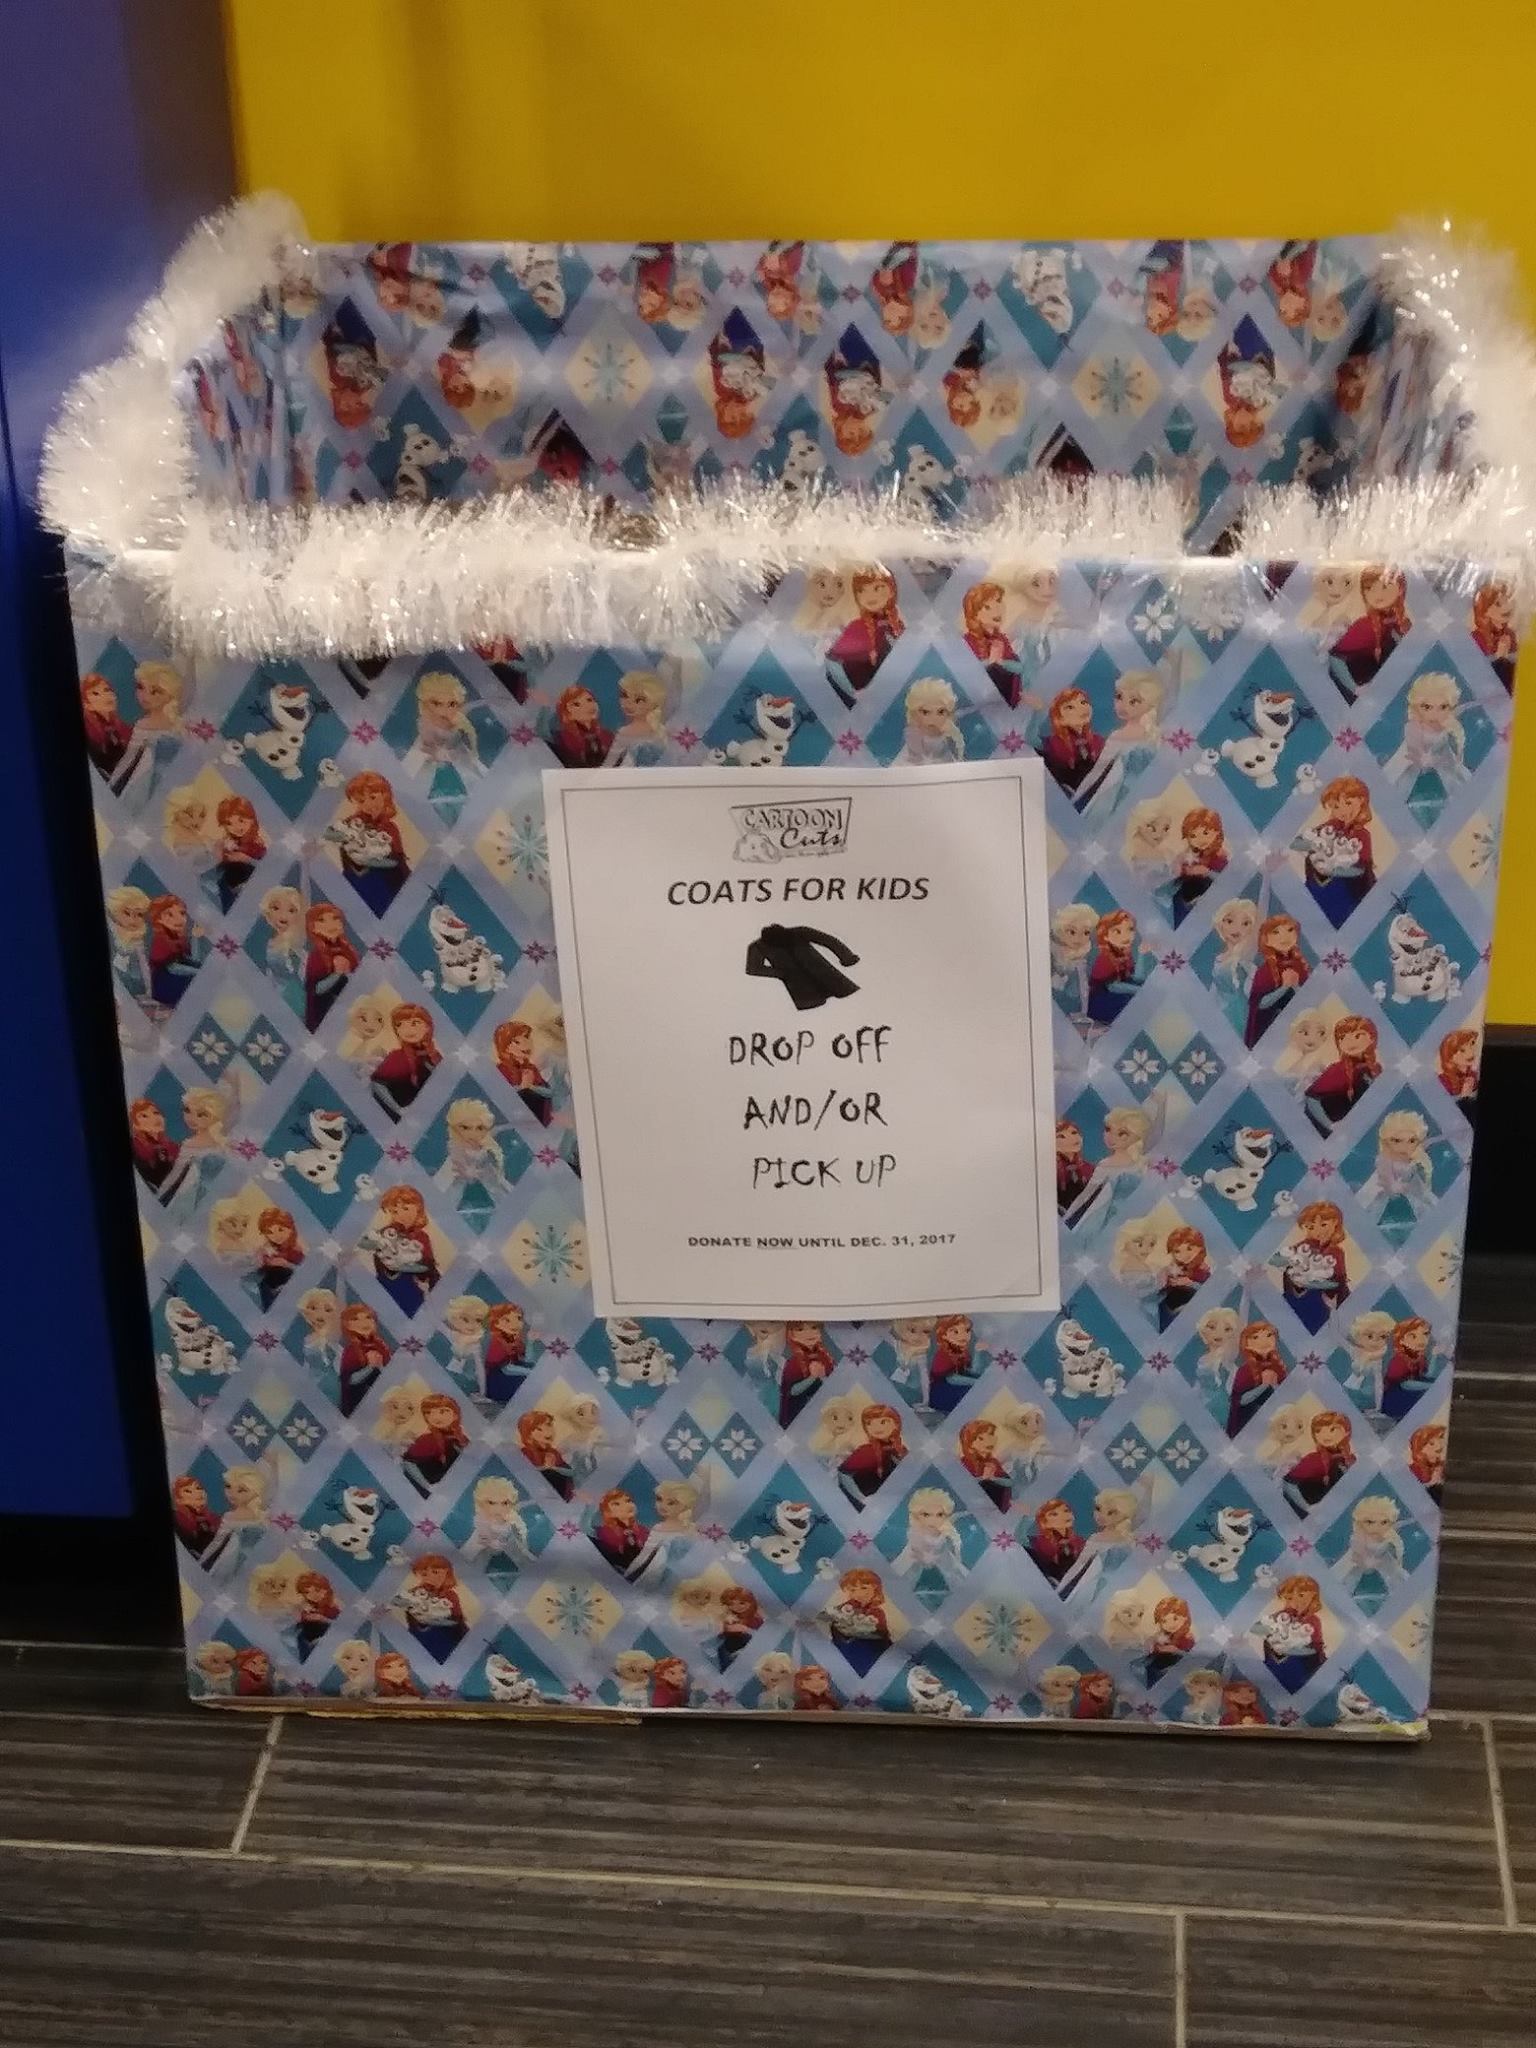 CARTOON
Cuts
COATS FOR KIDS
DROP OFF
AND/OR
PICK UP
DONATE NOW UNTIL DEC. 31, 2017